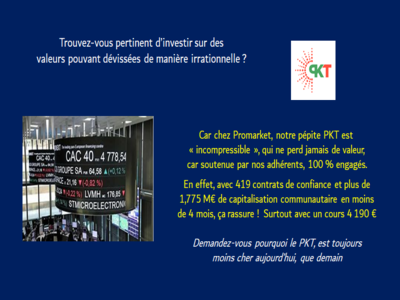 Trouvez-vous pertinent d'investir sur des
valeurs pouvant dévissées de manière irrationnelle ?
PKT
Car chez Promarket, notre pépite PKT est
« incompressible », qui ne perd jamais de valeur,
car soutenue par nos adhérents, 100 % engagés.
En effet, avec 419 contrats de confiance et plus de
1,775 M€ de capitalisation communautaire en moins
de 4 mois, ça rassure ! Surtout avec un cours 4 190 €
Demandez-vous pourquoi le PKT, est toujours
moins cher aujourd'hui, que demain
CAC 40 4 778,54
GROUPE SA 64,58 (+0,12%
21,16 (-0,82%)
LVMH 176,85
STMICROELECTRON